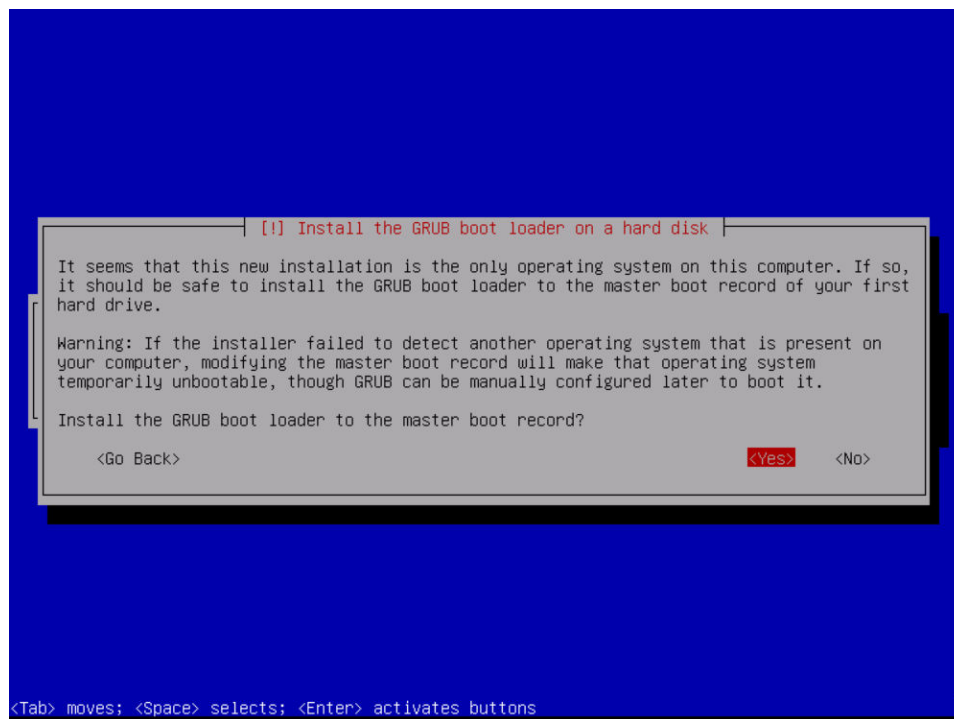 [!] Install the GRUB boot loader on a hard disk
It seems that this new installation is the only operating system on this computer. If so,
it should be safe to install the GRUB boot loader to the master boot record of your first
hard drive.
Warning: If the installer failed to detect another operating system that is present on
your computer, modifying the master boot record will make that operating system
temporarily unbootable, though GRUB can be manually configured later to boot it.
Install the GRUB boot loader to the master boot record?
<Go Back> <Yes> <No>
<Tab> moves; <Space> selects; <Enter> activates buttons